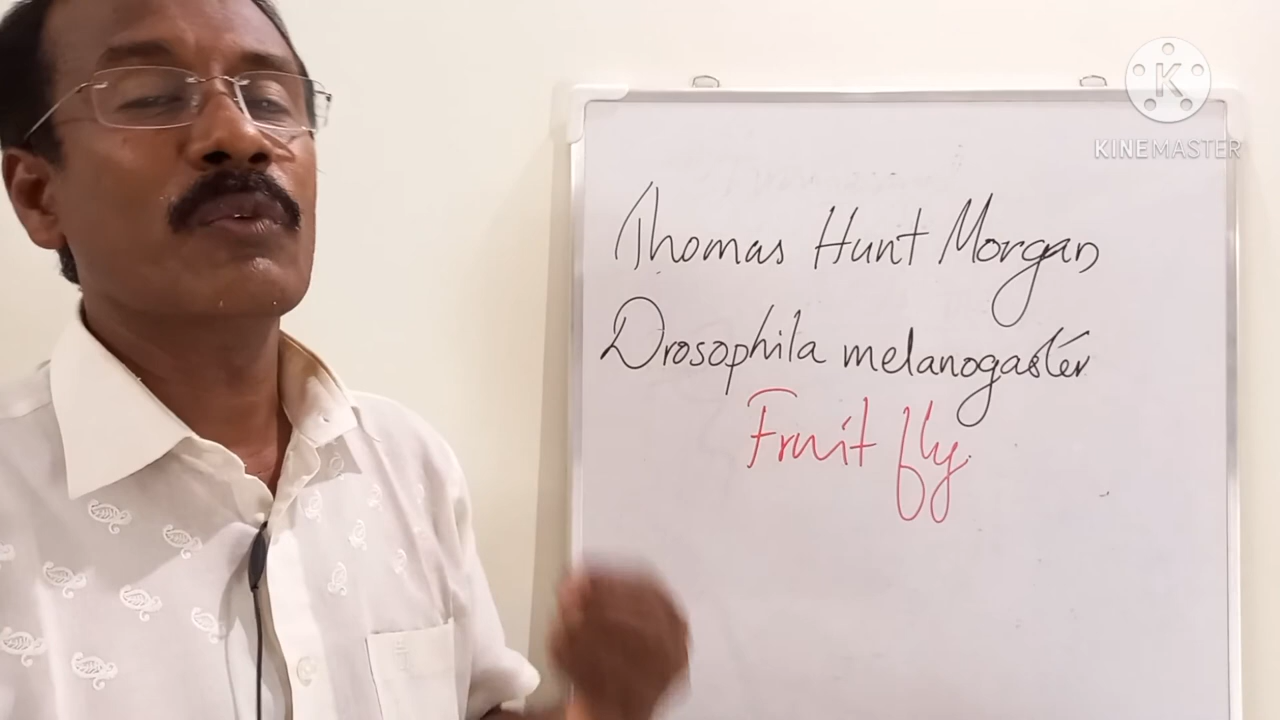 K
KINEMASTER
Thomas Hunt Morgan
Drosophila melanogaster
Fruit fly